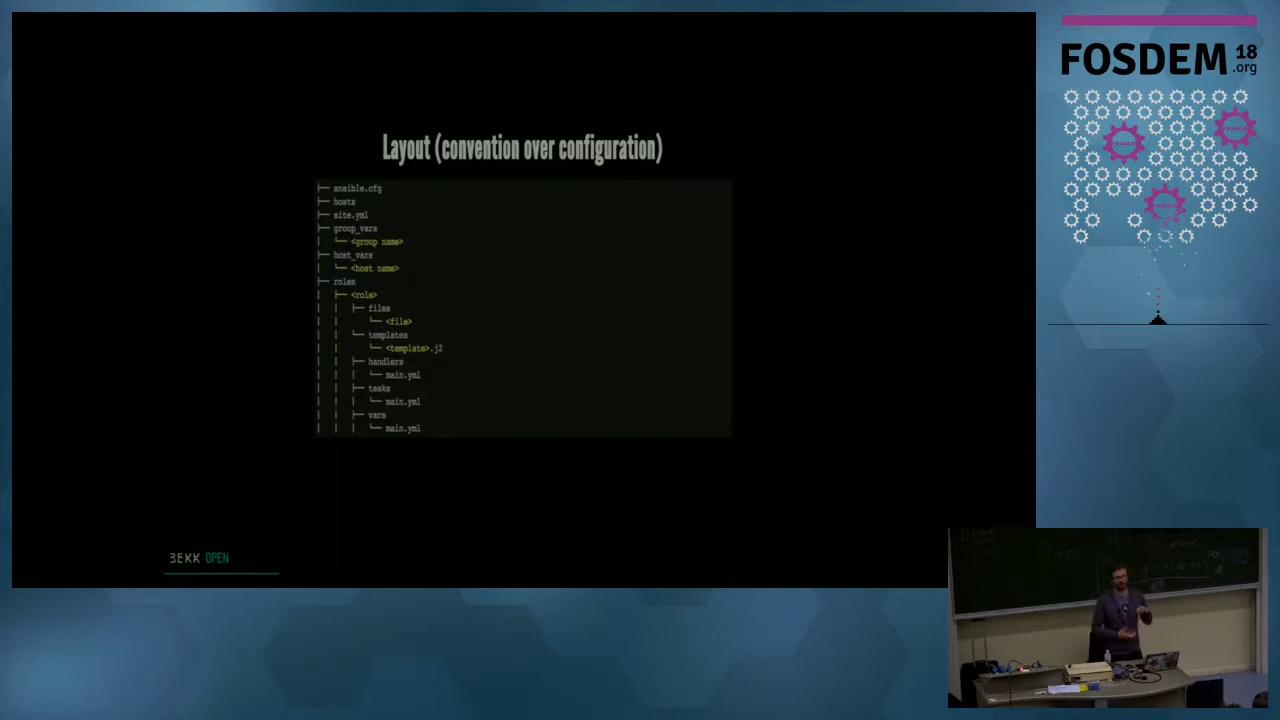 Layout (convention over configuration)
├── ansible.cfg
├── hosts
├── site.yml
├── group_vars
│   └── <group name>
├── host_vars
│   └── <host name>
├── roles
│   ├── <role>
│   │   ├── files
│   │   │   └── <file>
│   │   └── templates
│   │       └── <template>.j2
│   │   ├── handlers
│   │   │   └── main.yml
│   │   ├── tasks
│   │   │   └── main.yml
│   │   ├── vars
│   │   │   └── main.yml
BEKK OPEN
FOSDEM 18
.org